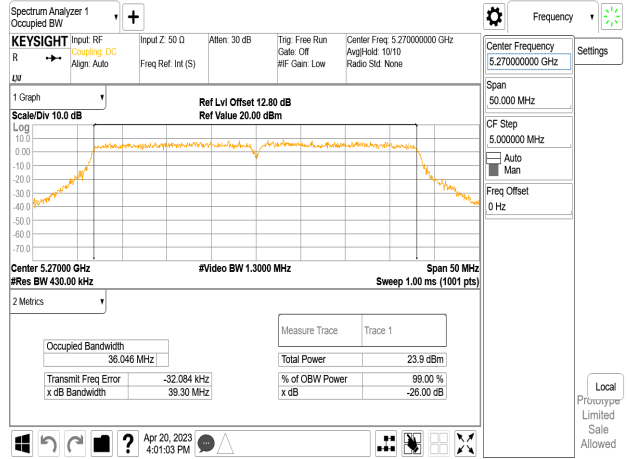 Spectrum Analyzer 1
Occupied BW
Frequency
KEYSIGHT
R
LXI
Input: RF
Coupling: DC
Align: Auto
Input Z: 50 Ω
Freq Ref: Int (S)
Atten: 30 dB
Trig: Free Run
Gate: Off
#IF Gain: Low
Center Freq: 5.270000000 GHz
Avg|Hold: 10/10
Radio Std: None
Center Frequency
5.270000000 GHz
Settings
Span
50.000 MHz
CF Step
5.000000 MHz
Auto
Man
Freq Offset
0 Hz
1 Graph
Scale/Div 10.0 dB
Ref Lvl Offset 12.80 dB
Ref Value 20.00 dBm
Log
10.0
0.00
-10.0
-20.0
-30.0
-40.0
-50.0
-60.0
-70.0
Center 5.27000 GHz
#Video BW 1.3000 MHz
Span 50 MHz
#Res BW 430.00 kHz
Sweep 1.00 ms (1001 pts)
2 Metrics
Measure Trace
Trace 1
Occupied Bandwidth
36.046 MHz
Total Power
23.9 dBm
Transmit Freq Error
-32.084 kHz
% of OBW Power
99.00 %
x dB Bandwidth
39.30 MHz
x dB
-26.00 dB
Local
Prototype
Limited
Sale
Allowed
?
Apr 20, 2023
4:01:03 PM